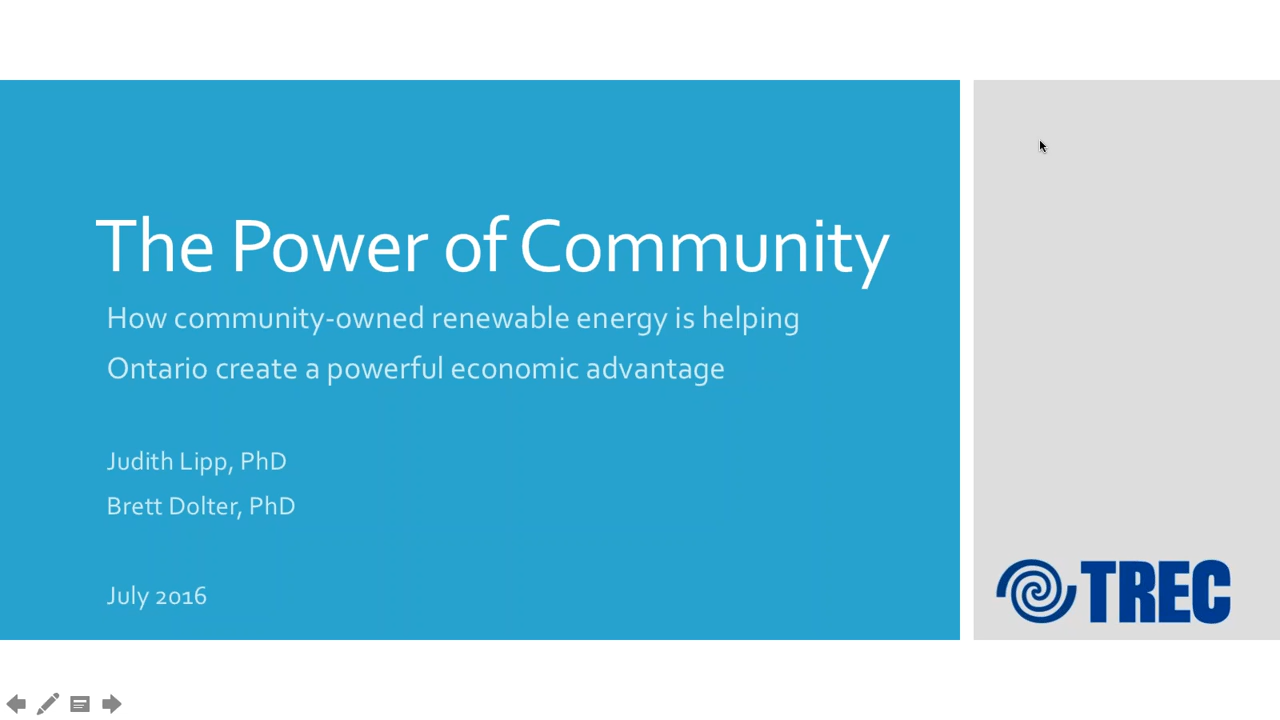 The Power of Community
How community-owned renewable energy is helping
Ontario create a powerful economic advantage
Judith Lipp, PhD
Brett Dolter, PhD
July 2016
TREC